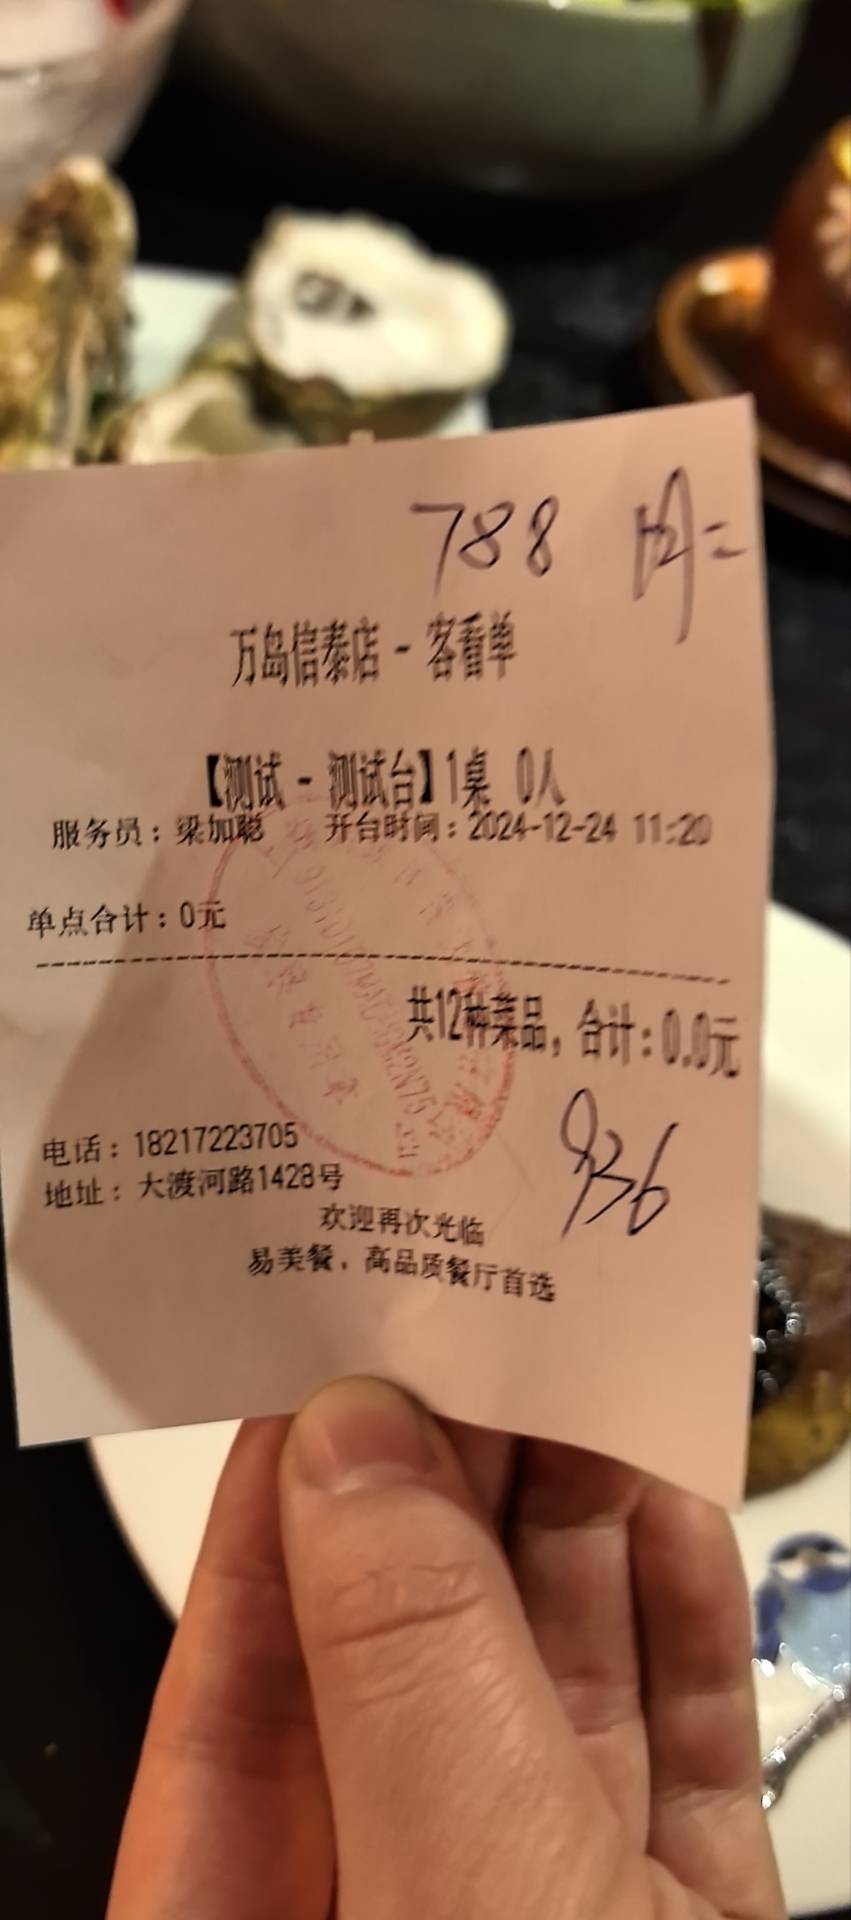 788
万岛信泰店 - 客看单
【测试 - 测试台】1桌 0人
服务员：梁加聪 开台时间：2024-12-24 11:20
单点合计：0元
共12种菜品，合计：0.0元
936
电话：18217223705
地址：大渡河路1428号
欢迎再次光临
易美餐，高品质餐厅首选